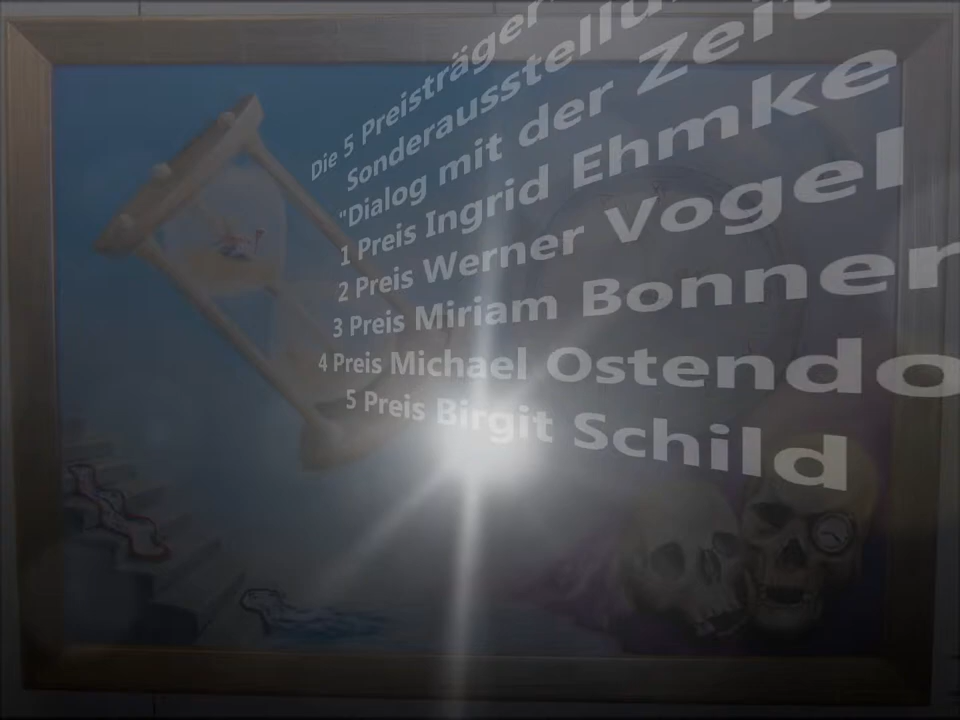 Die 5 Preisträger
Sonderausstellu
"Dialog mit der Zeit
1 Preis Ingrid Ehmke
2 Preis Werner Vogel
3 Preis Miriam Bonner
4 Preis Michael Ostendo
5 Preis Birgit Schild